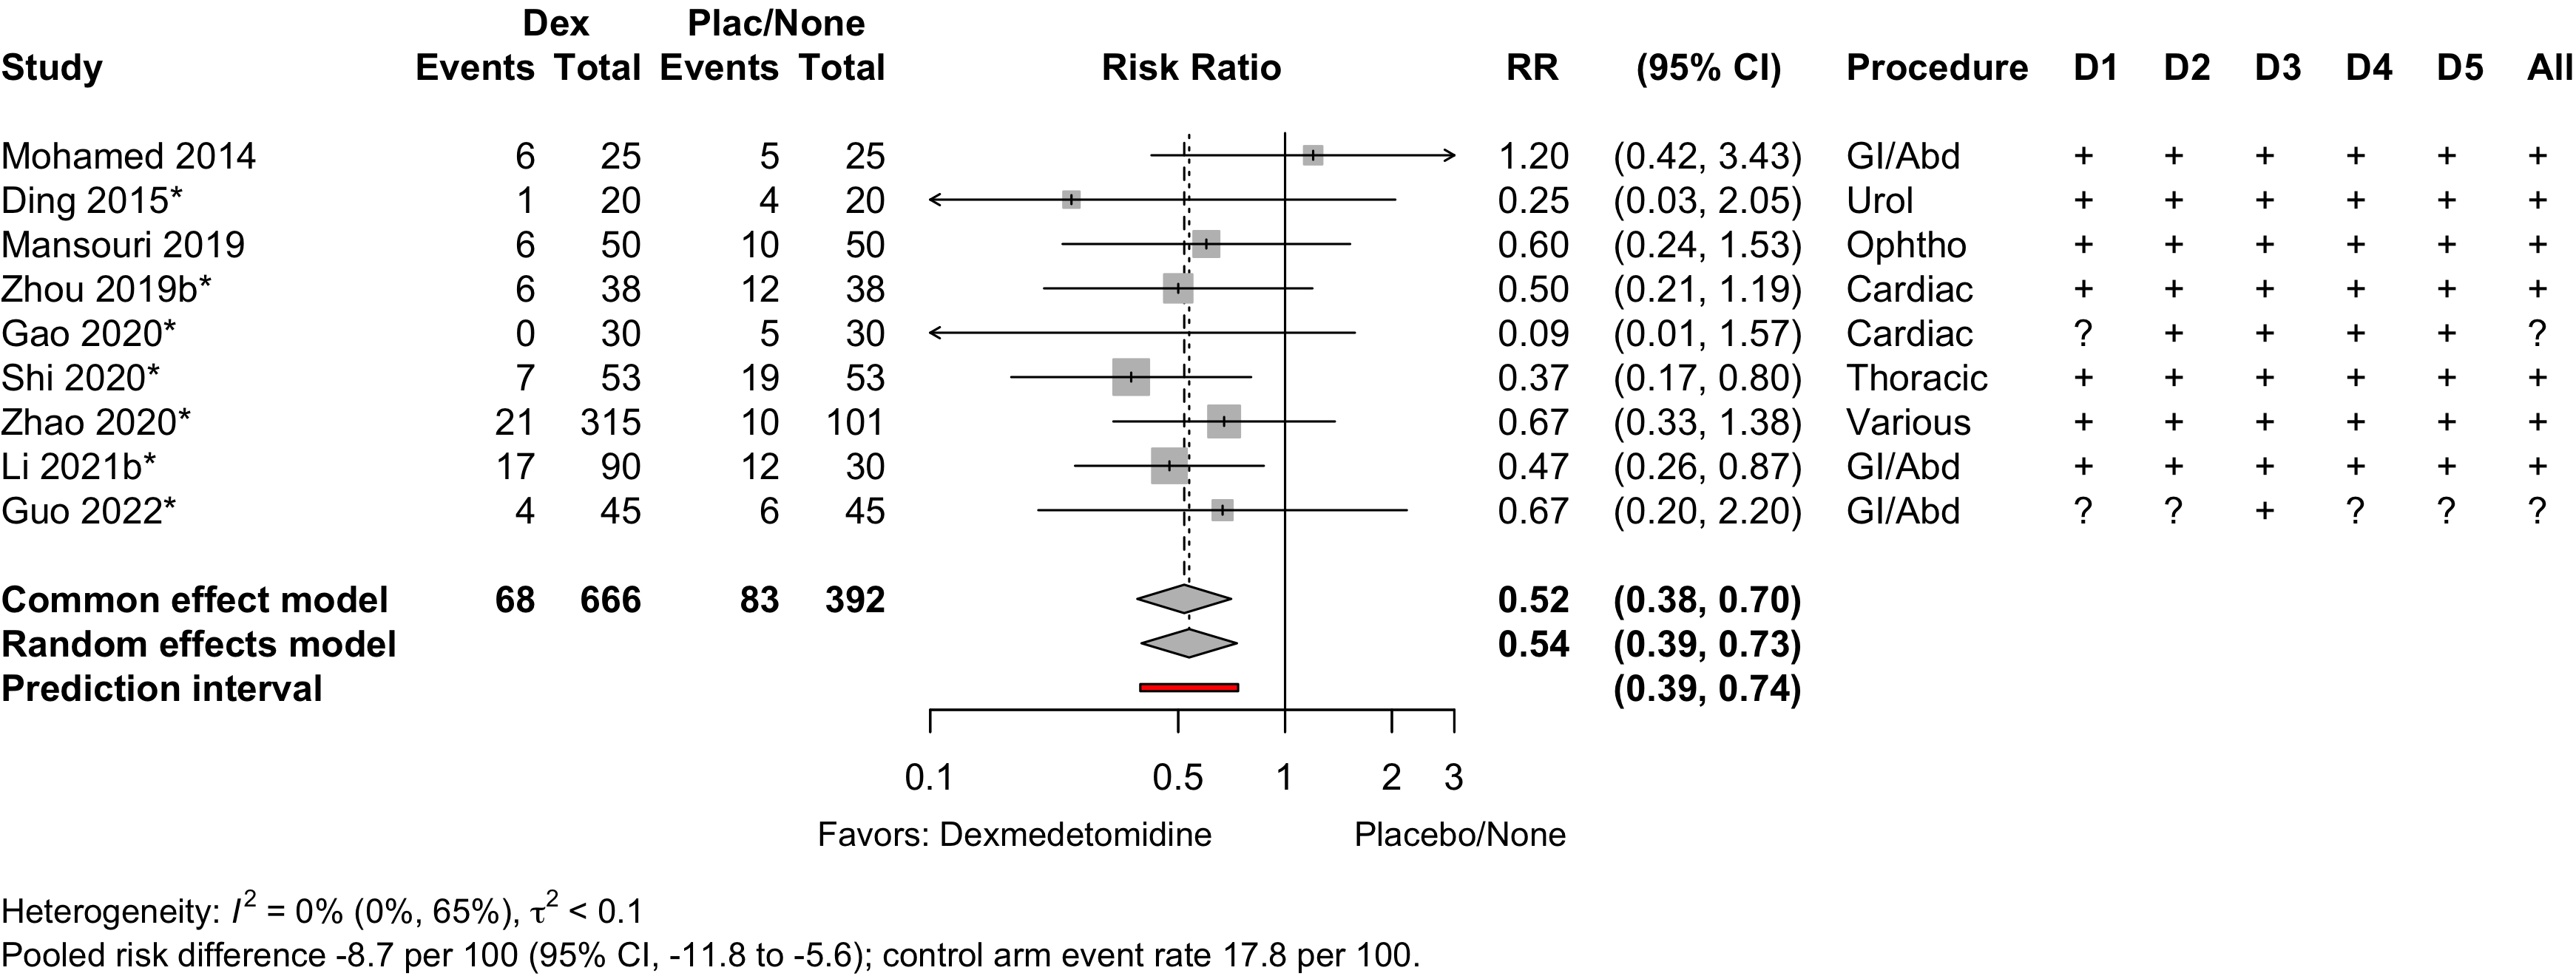 Dex Plac/None
Study Events Total Events Total Risk Ratio RR (95% CI) Procedure D1 D2 D3 D4 D5 All
Mohamed 2014 6 25 5 25 1.20 (0.42, 3.43) GI/Abd + + + + + +
Ding 2015* 1 20 4 20 0.25 (0.03, 2.05) Urol + + + + + +
Mansouri 2019 6 50 10 50 0.60 (0.24, 1.53) Ophtho + + + + + +
Zhou 2019b* 6 38 12 38 0.50 (0.21, 1.19) Cardiac + + + + + +
Gao 2020* 0 30 5 30 0.09 (0.01, 1.57) Cardiac ? + + + + ?
Shi 2020* 7 53 19 53 0.37 (0.17, 0.80) Thoracic + + + + + +
Zhao 2020* 21 315 10 101 0.67 (0.33, 1.38) Various + + + + + +
Li 2021b* 17 90 12 30 0.47 (0.26, 0.87) GI/Abd + + + + + +
Guo 2022* 4 45 6 45 0.67 (0.20, 2.20) GI/Abd ? ? + ? ? ?
Common effect model 68 666 83 392 0.52 (0.38, 0.70)
Random effects model 0.54 (0.39, 0.73)
Prediction interval (0.39, 0.74)
0.1 0.5 1 2 3
Favors: Dexmedetomidine Placebo/None
Heterogeneity: I² = 0% (0%, 65%), τ² < 0.1
Pooled risk difference -8.7 per 100 (95% CI, -11.8 to -5.6); control arm event rate 17.8 per 100.